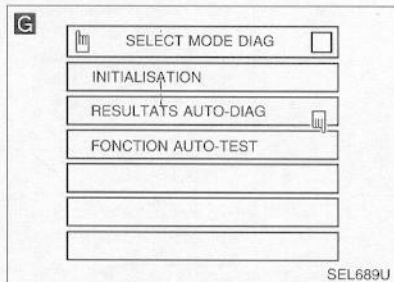 G
SELECT MODE DIAG
INITIALISATION
RESULTATS AUTO-DIAG
FONCTION AUTO-TEST
SEL689U